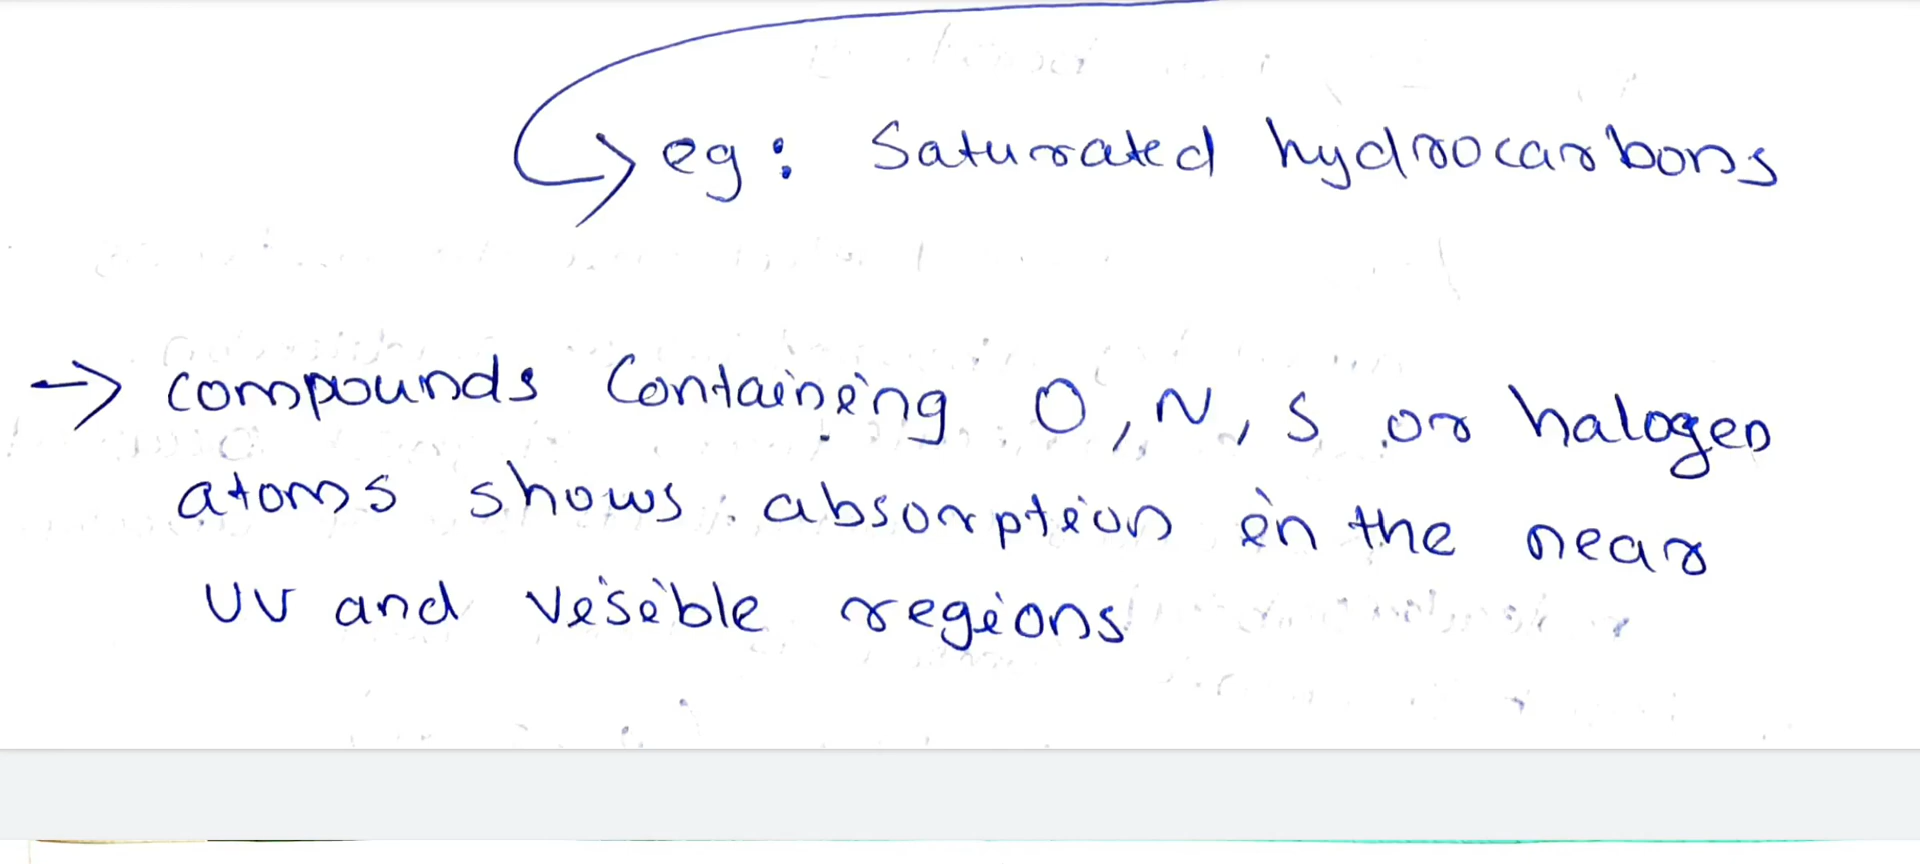 eg: Saturated hydrocarbons
→ compounds Containing O, N, S or halogen
atoms shows absorption in the near
UV and visible regions